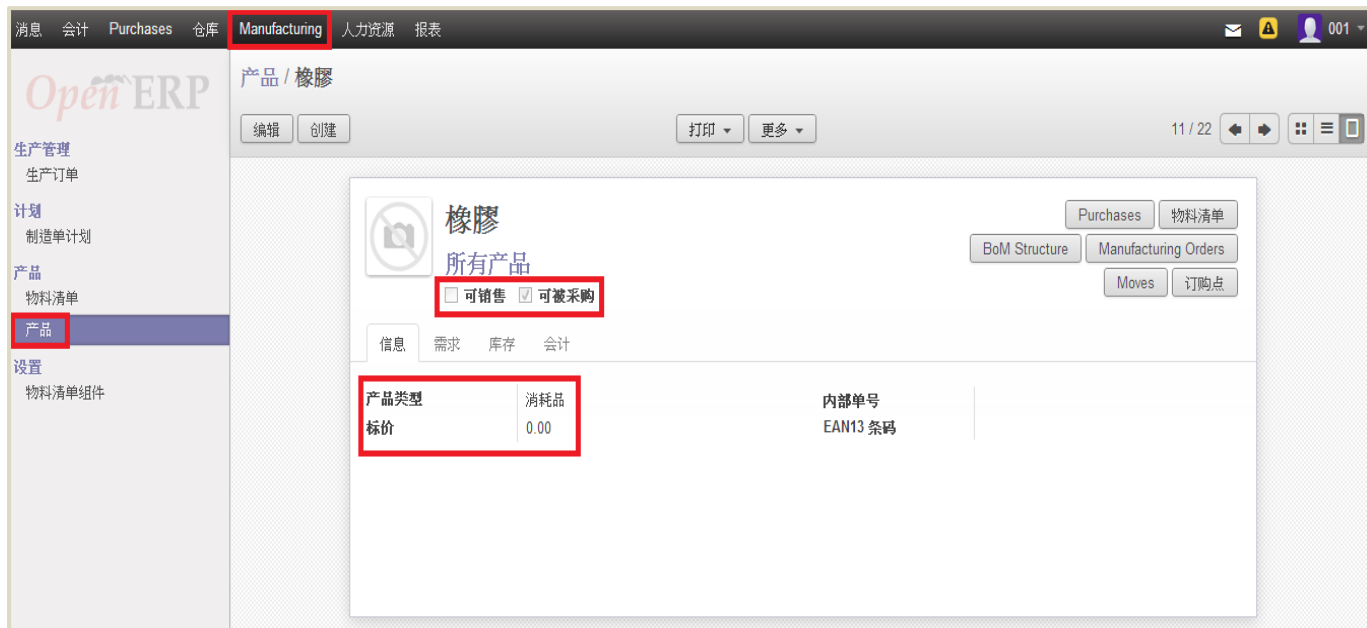 消息 会计 Purchases 仓库 Manufacturing 人力资源 报表 001
Open ERP
产品 / 橡膠
编辑 创建 打印 更多 11 / 22
生产管理
生产订单
计划
制造单计划
产品
物料清单
产品
设置
物料清单组件
橡膠
所有产品
可销售 可被采购
Purchases 物料清单
BoM Structure Manufacturing Orders
Moves 订购点
信息 需求 库存 会计
产品类型 消耗品 内部单号
标价 0.00 EAN13 条码